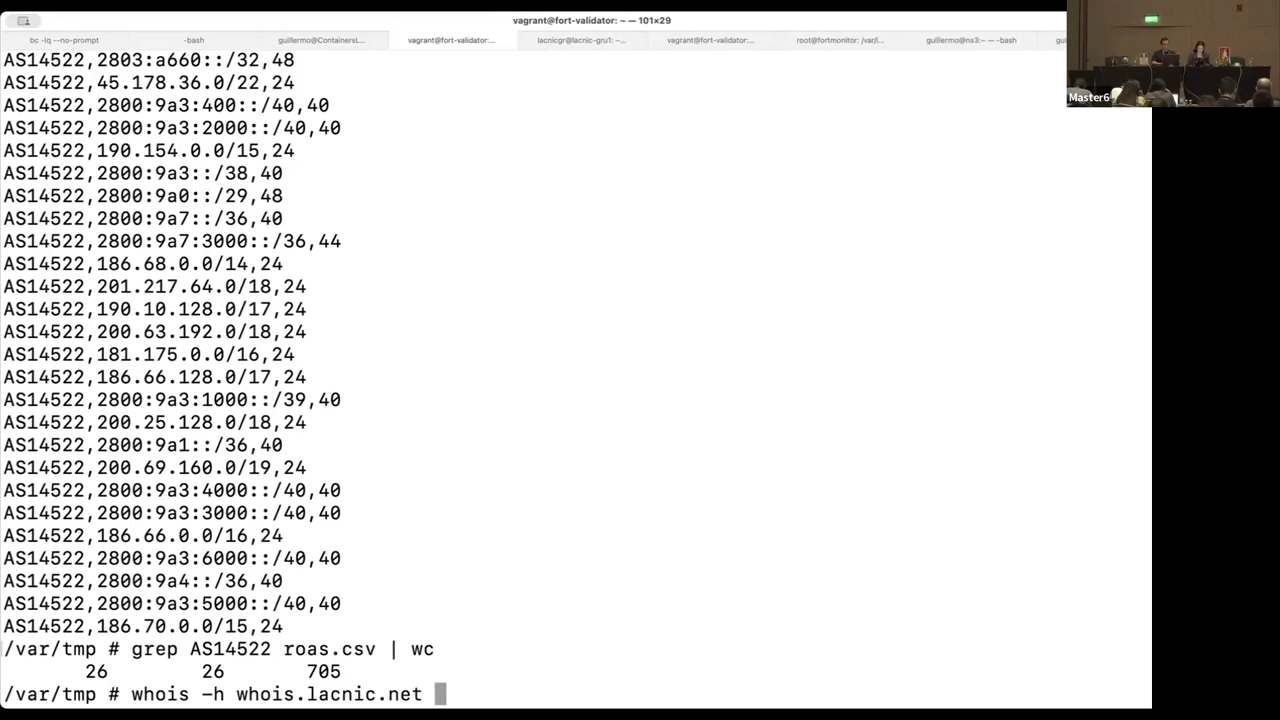 vagrant@fort-validator: ~ — 101×29
bc -lq --no-prompt
-bash
guillermo@ContainersL...
vagrant@fort-validator:...
lacnicgr@lacnic-gru1: ~...
vagrant@fort-validator:...
root@fortmonitor: /var/l...
guillermo@ns3:~ — -bash
gui
AS14522,2803:a660::/32,48
AS14522,45.178.36.0/22,24
AS14522,2800:9a3:400::/40,40
AS14522,2800:9a3:2000::/40,40
AS14522,190.154.0.0/15,24
AS14522,2800:9a3::/38,40
AS14522,2800:9a0::/29,48
AS14522,2800:9a7::/36,40
AS14522,2800:9a7:3000::/36,44
AS14522,186.68.0.0/14,24
AS14522,201.217.64.0/18,24
AS14522,190.10.128.0/17,24
AS14522,200.63.192.0/18,24
AS14522,181.175.0.0/16,24
AS14522,186.66.128.0/17,24
AS14522,2800:9a3:1000::/39,40
AS14522,200.25.128.0/18,24
AS14522,2800:9a1::/36,40
AS14522,200.69.160.0/19,24
AS14522,2800:9a3:4000::/40,40
AS14522,2800:9a3:3000::/40,40
AS14522,186.66.0.0/16,24
AS14522,2800:9a3:6000::/40,40
AS14522,2800:9a4::/36,40
AS14522,2800:9a3:5000::/40,40
AS14522,186.70.0.0/15,24
/var/tmp # grep AS14522 roas.csv | wc
26 26 705
/var/tmp # whois -h whois.lacnic.net
Master6